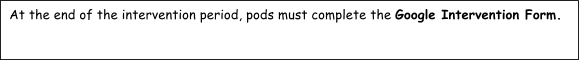 At the end of the intervention period, pods must complete the Google Intervention Form.